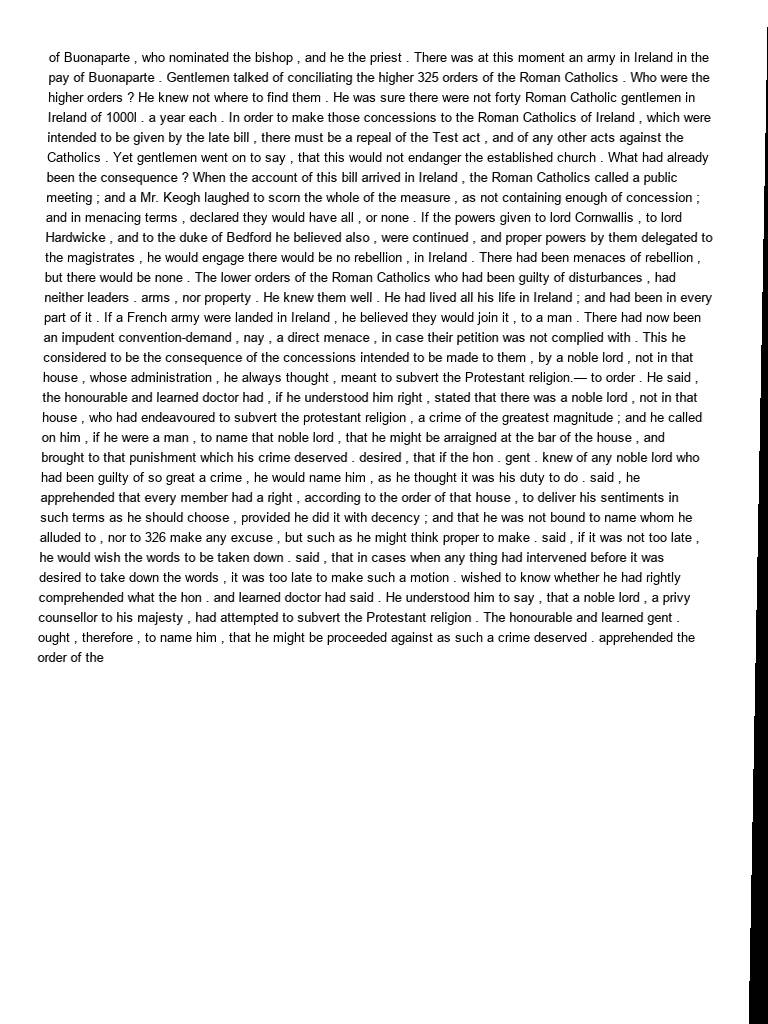 of Buonaparte , who nominated the bishop , and he the priest . There was at this moment an army in Ireland in the
pay of Buonaparte . Gentlemen talked of conciliating the higher 325 orders of the Roman Catholics . Who were the
higher orders ? He knew not where to find them . He was sure there were not forty Roman Catholic gentlemen in
Ireland of 1000l . a year each . In order to make those concessions to the Roman Catholics of Ireland , which were
intended to be given by the late bill , there must be a repeal of the Test act , and of any other acts against the
Catholics . Yet gentlemen went on to say , that this would not endanger the established church . What had already
been the consequence ? When the account of this bill arrived in Ireland , the Roman Catholics called a public
meeting ; and a Mr. Keogh laughed to scorn the whole of the measure , as not containing enough of concession ;
and in menacing terms , declared they would have all , or none . If the powers given to lord Cornwallis , to lord
Hardwicke , and to the duke of Bedford he believed also , were continued , and proper powers by them delegated to
the magistrates , he would engage there would be no rebellion , in Ireland . There had been menaces of rebellion ,
but there would be none . The lower orders of the Roman Catholics who had been guilty of disturbances , had
neither leaders . arms , nor property . He knew them well . He had lived all his life in Ireland ; and had been in every
part of it . If a French army were landed in Ireland , he believed they would join it , to a man . There had now been
an impudent convention-demand , nay , a direct menace , in case their petition was not complied with . This he
considered to be the consequence of the concessions intended to be made to them , by a noble lord , not in that
house , whose administration , he always thought , meant to subvert the Protestant religion.— to order . He said ,
the honourable and learned doctor had , if he understood him right , stated that there was a noble lord , not in that
house , who had endeavoured to subvert the protestant religion , a crime of the greatest magnitude ; and he called
on him , if he were a man , to name that noble lord , that he might be arraigned at the bar of the house , and
brought to that punishment which his crime deserved . desired , that if the hon . gent . knew of any noble lord who
had been guilty of so great a crime , he would name him , as he thought it was his duty to do . said , he
apprehended that every member had a right , according to the order of that house , to deliver his sentiments in
such terms as he should choose , provided he did it with decency ; and that he was not bound to name whom he
alluded to , nor to 326 make any excuse , but such as he might think proper to make . said , if it was not too late ,
he would wish the words to be taken down . said , that in cases when any thing had intervened before it was
desired to take down the words , it was too late to make such a motion . wished to know whether he had rightly
comprehended what the hon . and learned doctor had said . He understood him to say , that a noble lord , a privy
counsellor to his majesty , had attempted to subvert the Protestant religion . The honourable and learned gent .
ought , therefore , to name him , that he might be proceeded against as such a crime deserved . apprehended the
order of the